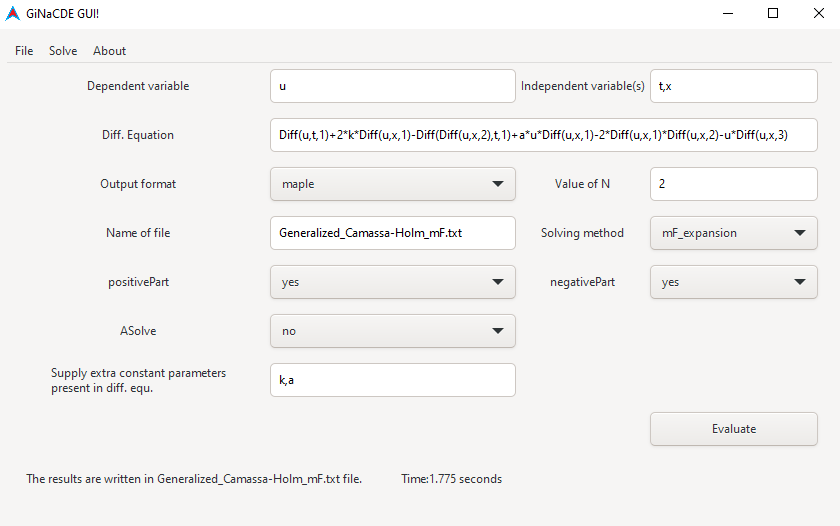 GiNaCDE GUI!
File Solve About
Dependent variable u Independent variable(s) t,x
Diff. Equation Diff(u,t,1)+2*k*Diff(u,x,1)-Diff(Diff(u,x,2),t,1)+a*u*Diff(u,x,1)-2*Diff(u,x,1)*Diff(u,x,2)-u*Diff(u,x,3)
Output format maple Value of N 2
Name of file Generalized_Camassa-Holm_mF.txt Solving method mF_expansion
positivePart yes negativePart yes
ASolve no
Supply extra constant parameters
present in diff. equ. k,a
Evaluate
The results are written in Generalized_Camassa-Holm_mF.txt file. Time:1.775 seconds